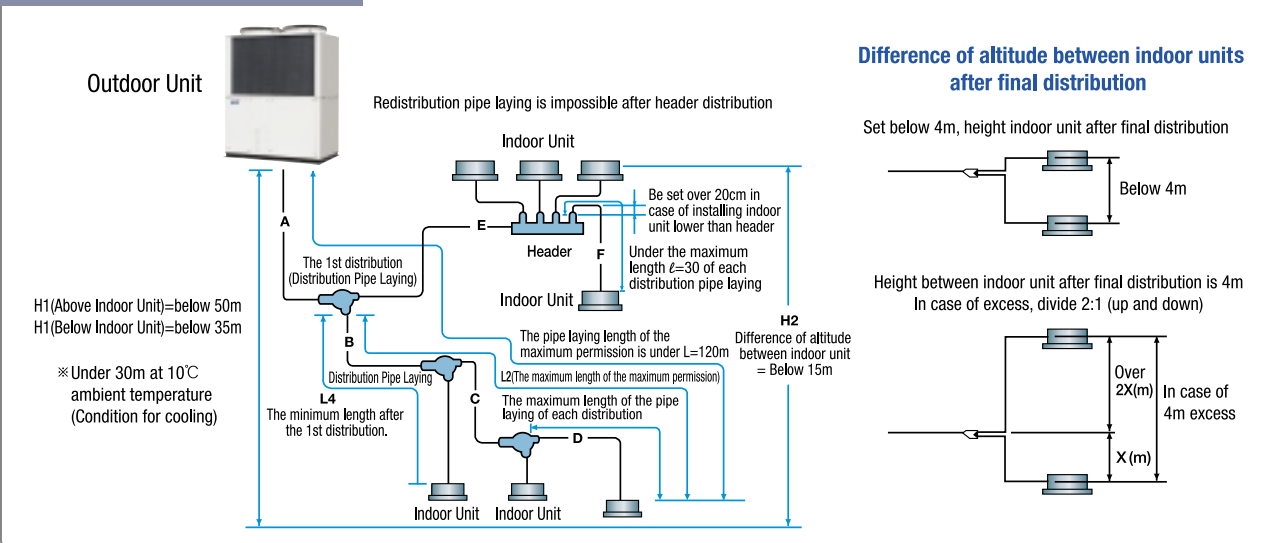 Outdoor Unit
Redistribution pipe laying is impossible after header distribution
Indoor Unit
Be set over 20cm in
case of installing indoor
unit lower than header
A
E
Header
F
Under the maximum
length ℓ=30 of each
distribution pipe laying
The 1st distribution
(Distribution Pipe Laying)
Indoor Unit
H1(Above Indoor Unit)=below 50m
H1(Below Indoor Unit)=below 35m
※Under 30m at 10℃
ambient temperature
(Condition for cooling)
H2
Difference of altitude
between indoor unit
= Below 15m
The pipe laying length of the
maximum permission is under L=120m
B
Distribution Pipe Laying
L2(The maximum length of the maximum permission)
L4
The minimum length after
the 1st distribution.
C
The maximum length of the pipe
laying of each distribution
D
Indoor Unit
Indoor Unit
Difference of altitude between indoor units
after final distribution
Set below 4m, height indoor unit after final distribution
Below 4m
Height between indoor unit after final distribution is 4m
In case of excess, divide 2:1 (up and down)
Over
2X(m)
In case of
4m excess
X (m)